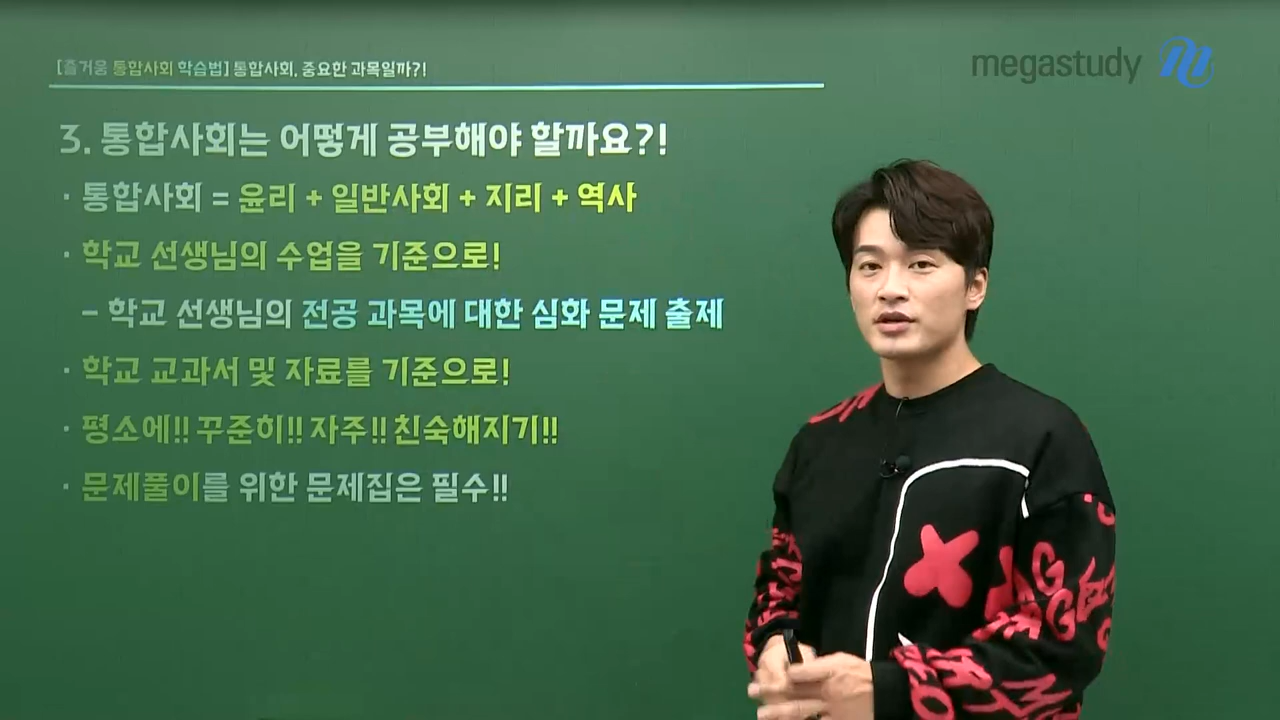 [즐거움 통합사회 학습법] 통합사회, 중요한 과목일까?!
megastudy
3. 통합사회는 어떻게 공부해야 할까요?!
· 통합사회 = 윤리 + 일반사회 + 지리 + 역사
· 학교 선생님의 수업을 기준으로!
- 학교 선생님의 전공 과목에 대한 심화 문제 출제
· 학교 교과서 및 자료를 기준으로!
· 평소에!! 꾸준히!! 자주!! 친숙해지기!!
· 문제풀이를 위한 문제집은 필수!!